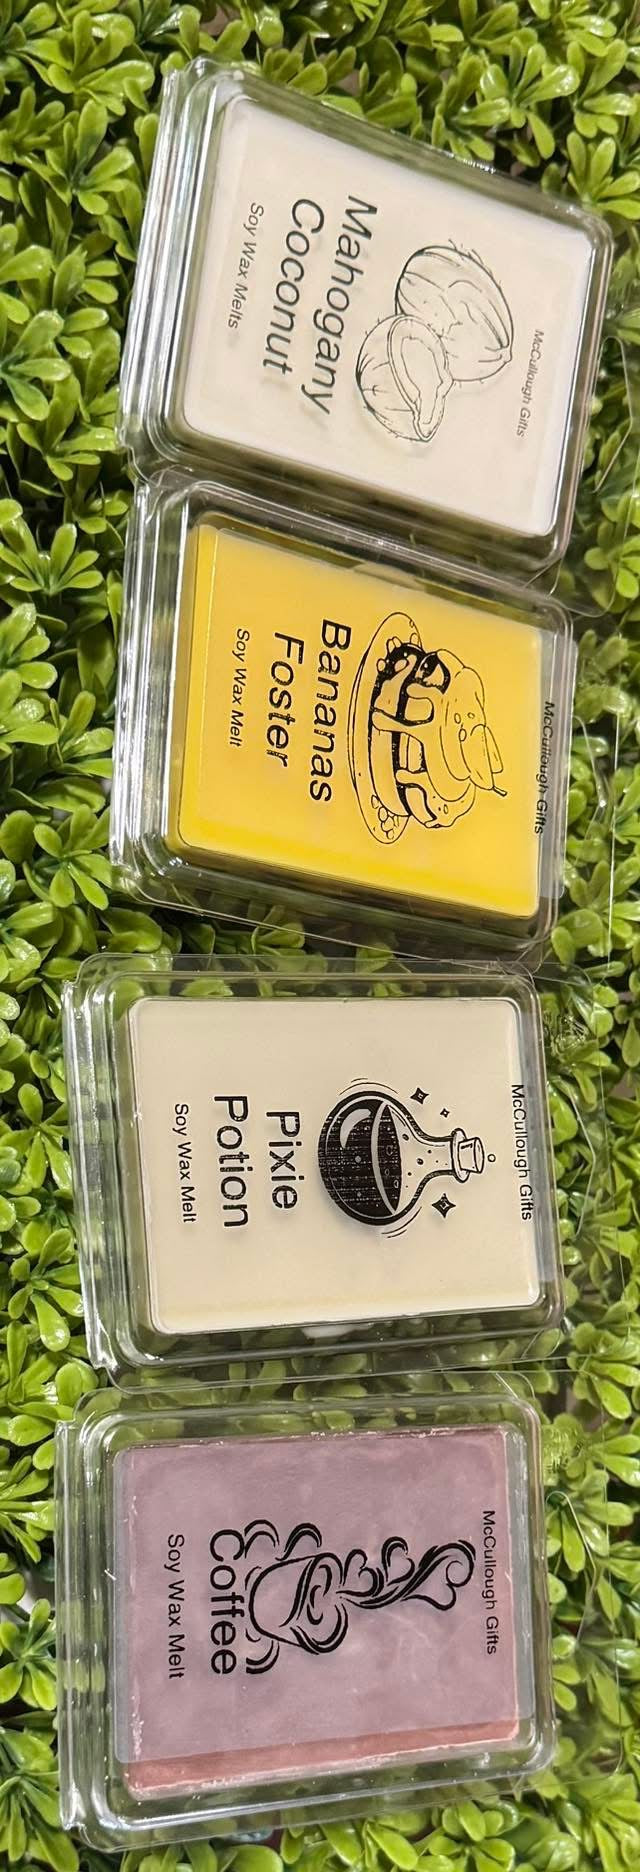 McCullough Gifts
Mahogany
Coconut
Soy Wax Melts
McCullough Gifts
Bananas
Foster
Soy Wax Melt
McCullough Gifts
Pixie
Potion
Soy Wax Melt
McCullough Gifts
Coffee
Soy Wax Melt